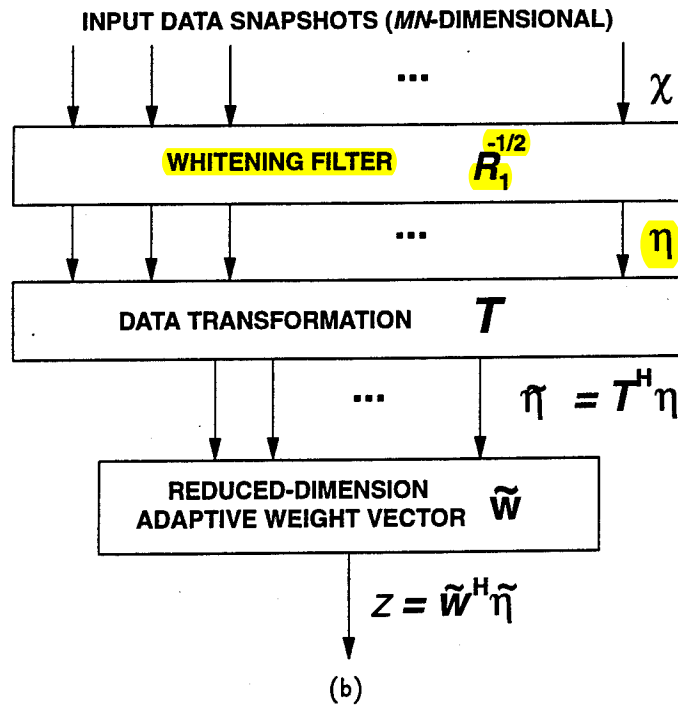 INPUT DATA SNAPSHOTS (MN-DIMENSIONAL)
...
χ
WHITENING FILTER R₁⁻¹/²
...
η
DATA TRANSFORMATION T
...
η̃ = Tᴴη
REDUCED-DIMENSION
ADAPTIVE WEIGHT VECTOR w̃
z = w̃ᴴη̃
(b)